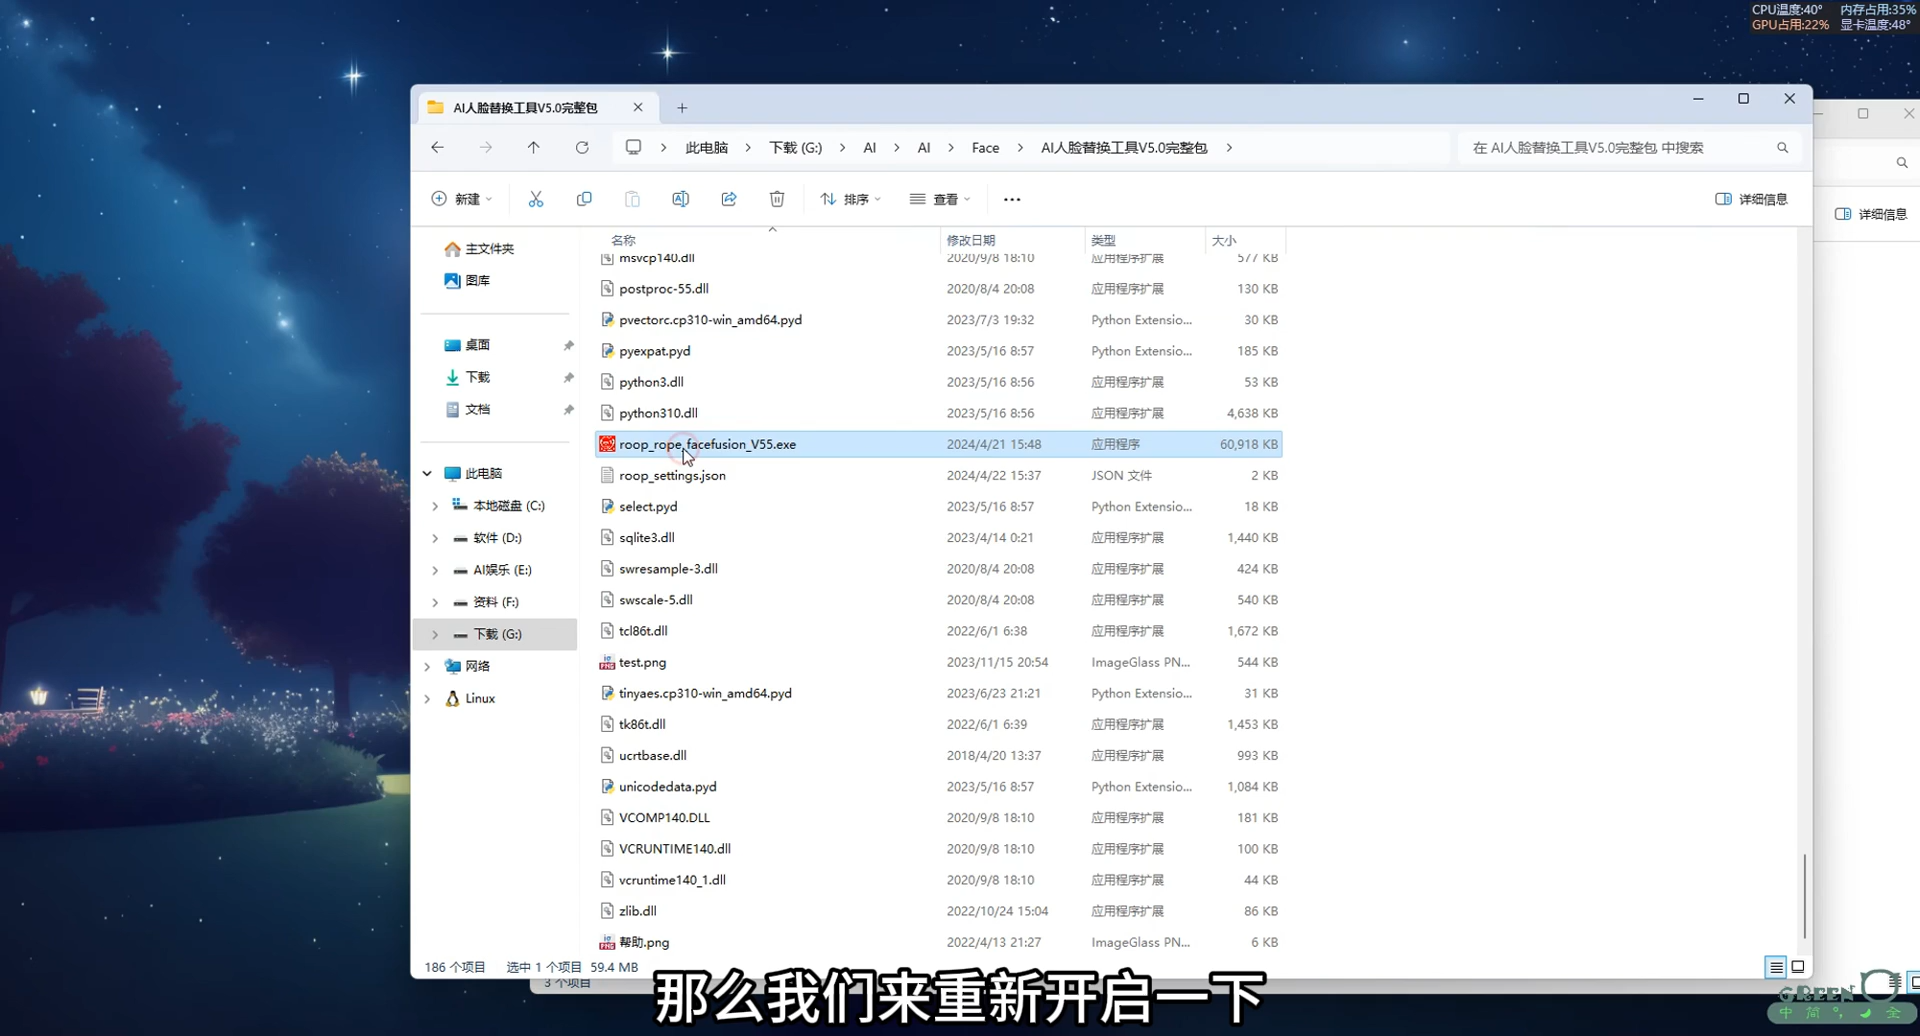 CPU温度:40° 内存占用:35%
GPU占用:22% 显卡温度:48°
AI人脸替换工具V5.0完整包
此电脑 下载 (G:) AI AI Face AI人脸替换工具V5.0完整包 在 AI人脸替换工具V5.0完整包 中搜索
新建 排序 查看 详细信息
详细信息
名称 修改日期 类型 大小
主文件夹
图库
桌面
下载
文档
此电脑
本地磁盘 (C:)
软件 (D:)
AI娱乐 (E:)
资料 (F:)
下载 (G:)
网络
Linux
msvcp140.dll 2020/9/8 18:10 应用程序扩展 577 KB
postproc-55.dll 2020/8/4 20:08 应用程序扩展 130 KB
pvectorc.cp310-win_amd64.pyd 2023/7/3 19:32 Python Extensio... 30 KB
pyexpat.pyd 2023/5/16 8:57 Python Extensio... 185 KB
python3.dll 2023/5/16 8:56 应用程序扩展 53 KB
python310.dll 2023/5/16 8:56 应用程序扩展 4,638 KB
roop_rope_facefusion_V55.exe 2024/4/21 15:48 应用程序 60,918 KB
roop_settings.json 2024/4/22 15:37 JSON 文件 2 KB
select.pyd 2023/5/16 8:57 Python Extensio... 18 KB
sqlite3.dll 2023/4/14 0:21 应用程序扩展 1,440 KB
swresample-3.dll 2020/8/4 20:08 应用程序扩展 424 KB
swscale-5.dll 2020/8/4 20:08 应用程序扩展 540 KB
tcl86t.dll 2022/6/1 6:38 应用程序扩展 1,672 KB
test.png 2023/11/15 20:54 ImageGlass PN... 544 KB
tinyaes.cp310-win_amd64.pyd 2023/6/23 21:21 Python Extensio... 31 KB
tk86t.dll 2022/6/1 6:39 应用程序扩展 1,453 KB
ucrtbase.dll 2018/4/20 13:37 应用程序扩展 993 KB
unicodedata.pyd 2023/5/16 8:57 Python Extensio... 1,084 KB
VCOMP140.DLL 2020/9/8 18:10 应用程序扩展 181 KB
VCRUNTIME140.dll 2020/9/8 18:10 应用程序扩展 100 KB
vcruntime140_1.dll 2020/9/8 18:10 应用程序扩展 44 KB
zlib.dll 2022/10/24 15:04 应用程序扩展 86 KB
帮助.png 2022/4/13 21:27 ImageGlass PN... 6 KB
186 个项目 选中 1 个项目 59.4 MB
3 个项目
那么我们来重新开启一下
GREEN
中 简 °, 全